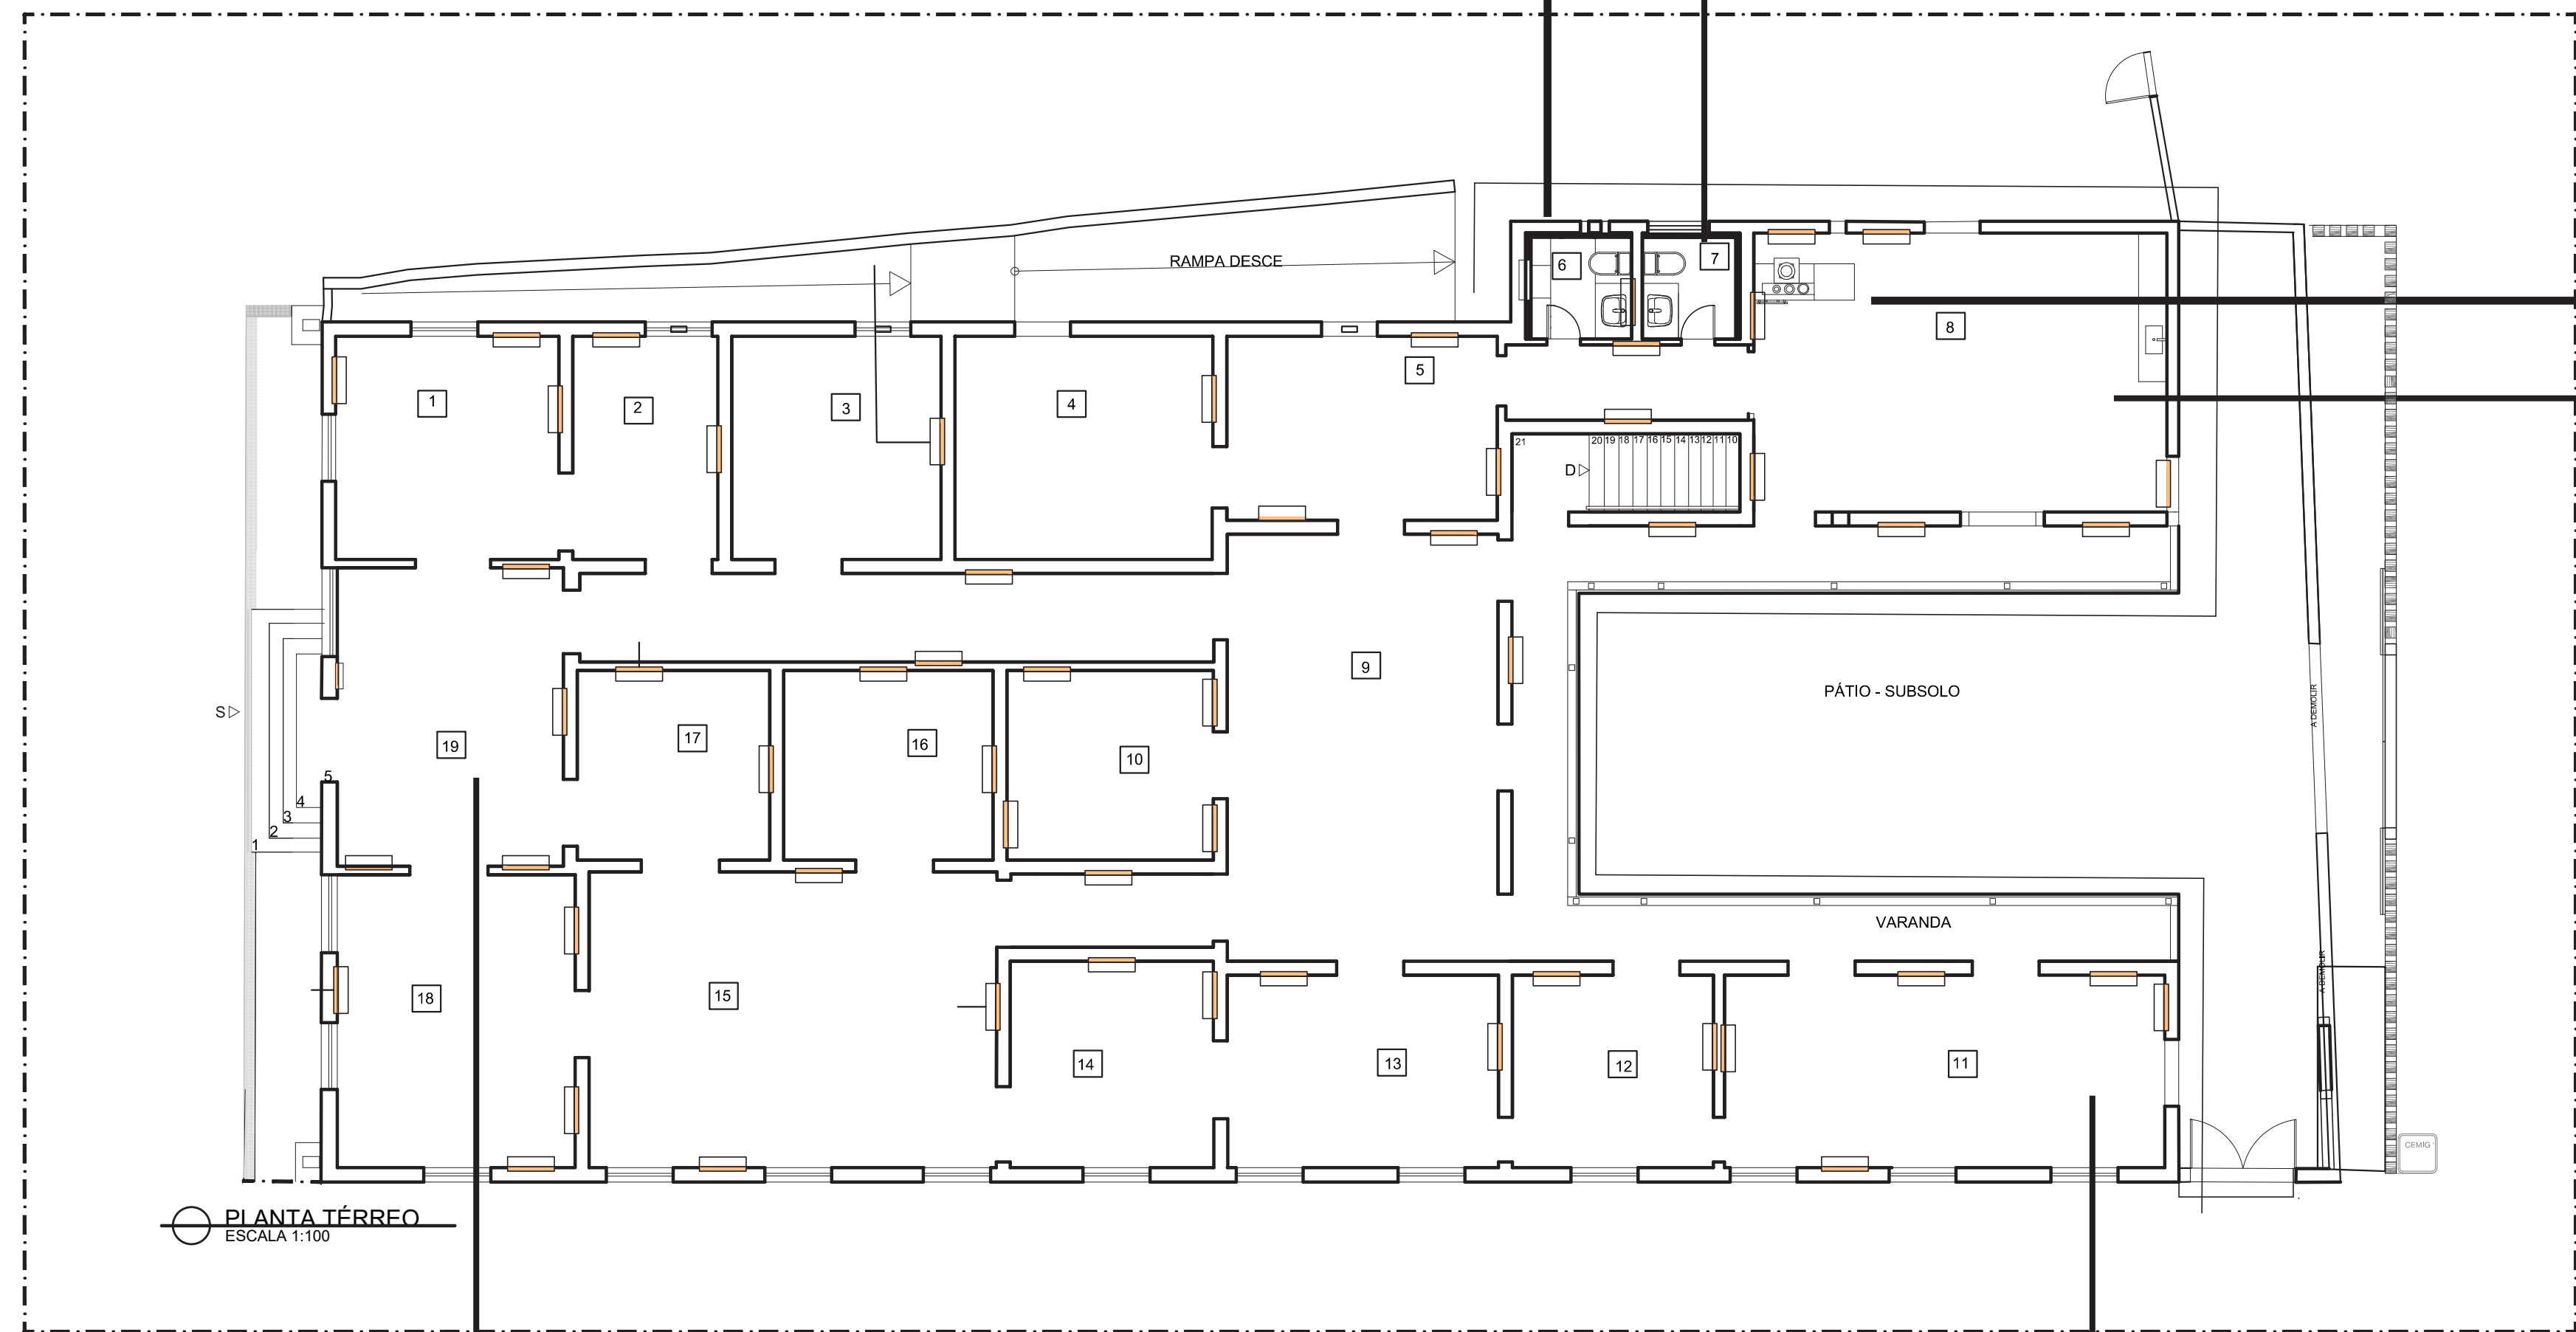 RAMPA DESCE
6
7
8
5
1
2
3
4
21
20 19 18 17 16 15 14 13 12 11 10
D
9
PÁTIO - SUBSOLO
A DEMOLIR
S
19
17
16
10
5
4
3
2
1
VARANDA
A DEMOLIR
18
15
14
13
12
11
CEMIG
PLANTA TÉRREO
ESCALA 1:100